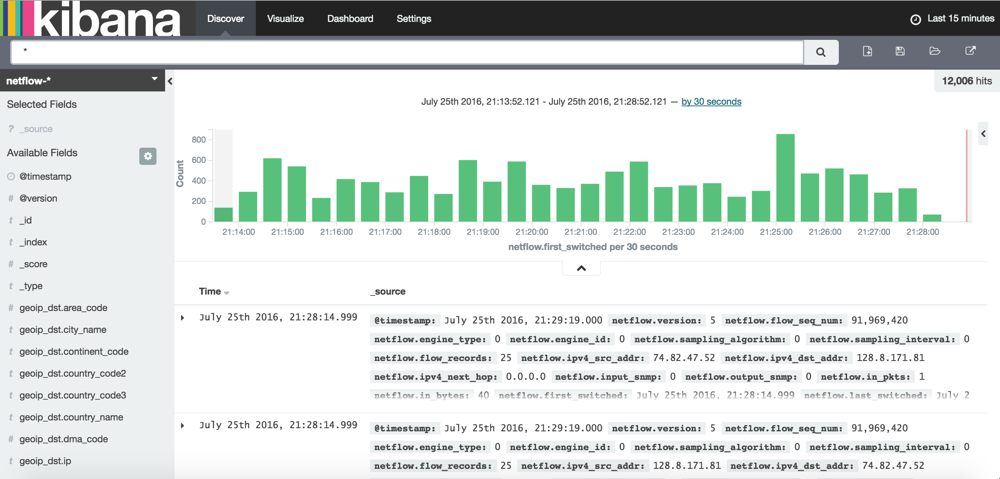 kibana Discover Visualize Dashboard Settings Last 15 minutes
*
netflow-*
12,006 hits
Selected Fields
? _source
Available Fields
@timestamp
# @version
t _id
t _index
# _score
t _type
# geoip_dst.area_code
t geoip_dst.city_name
t geoip_dst.continent_code
t geoip_dst.country_code2
t geoip_dst.country_code3
t geoip_dst.country_name
# geoip_dst.dma_code
t geoip_dst.ip
July 25th 2016, 21:13:52.121 - July 25th 2016, 21:28:52.121 — by 30 seconds
Count
800
600
400
200
0
21:14:00 21:15:00 21:16:00 21:17:00 21:18:00 21:19:00 21:20:00 21:21:00 21:22:00 21:23:00 21:24:00 21:25:00 21:26:00 21:27:00 21:28:00
netflow.first_switched per 30 seconds
Time _source
July 25th 2016, 21:28:14.999 @timestamp: July 25th 2016, 21:29:19.000 netflow.version: 5 netflow.flow_seq_num: 91,969,420
netflow.engine_type: 0 netflow.engine_id: 0 netflow.sampling_algorithm: 0 netflow.sampling_interval: 0
netflow.flow_records: 25 netflow.ipv4_src_addr: 74.82.47.52 netflow.ipv4_dst_addr: 128.8.171.81
netflow.ipv4_next_hop: 0.0.0.0 netflow.input_snmp: 0 netflow.output_snmp: 0 netflow.in_pkts: 1
netflow.in_bytes: 40 netflow.first_switched: July 25th 2016, 21:28:14.999 netflow.last_switched: July 2
July 25th 2016, 21:28:14.999 @timestamp: July 25th 2016, 21:29:19.000 netflow.version: 5 netflow.flow_seq_num: 91,969,420
netflow.engine_type: 0 netflow.engine_id: 0 netflow.sampling_algorithm: 0 netflow.sampling_interval: 0
netflow.flow_records: 25 netflow.ipv4_src_addr: 128.8.171.81 netflow.ipv4_dst_addr: 74.82.47.52